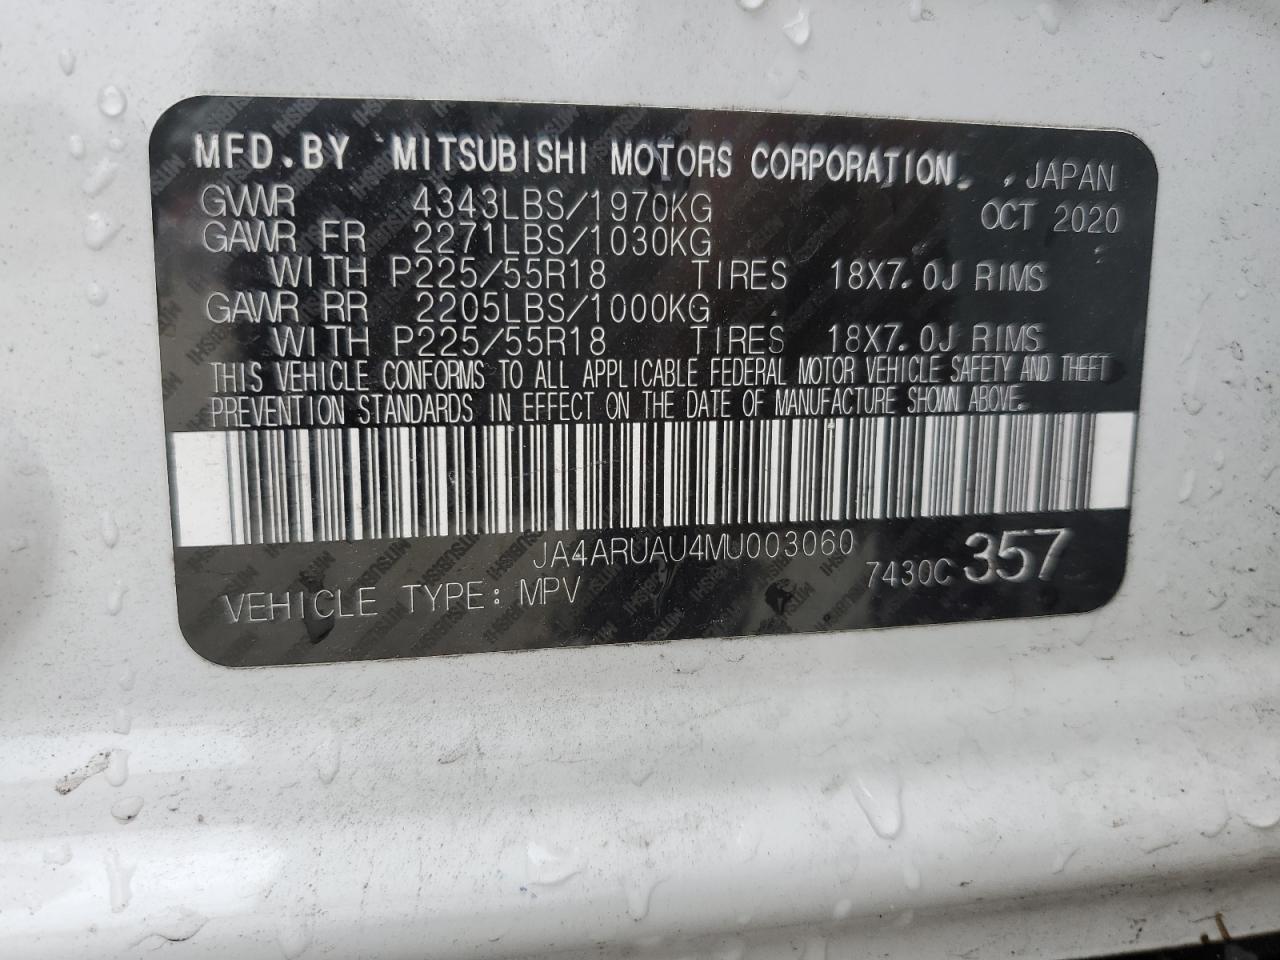 MFD.BY MITSUBISHI MOTORS CORPORATION, JAPAN
GVWR 4343LBS/1970KG OCT 2020
GAWR FR 2271LBS/1030KG
WITH P225/55R18 TIRES 18X7.0J RIMS
GAWR RR 2205LBS/1000KG
WITH P225/55R18 TIRES 18X7.0J RIMS
THIS VEHICLE CONFORMS TO ALL APPLICABLE FEDERAL MOTOR VEHICLE SAFETY AND THEFT
PREVENTION STANDARDS IN EFFECT ON THE DATE OF MANUFACTURE SHOWN ABOVE.
JA4ARUAU4MU003060
7430C 357
VEHICLE TYPE: MPV